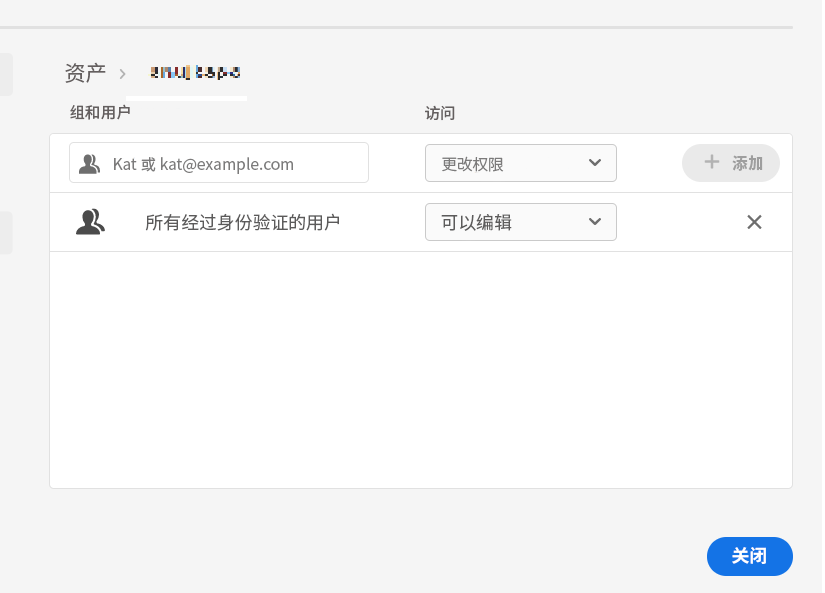 资产
组和用户 访问
Kat 或 kat@example.com 更改权限 添加
所有经过身份验证的用户 可以编辑
关闭